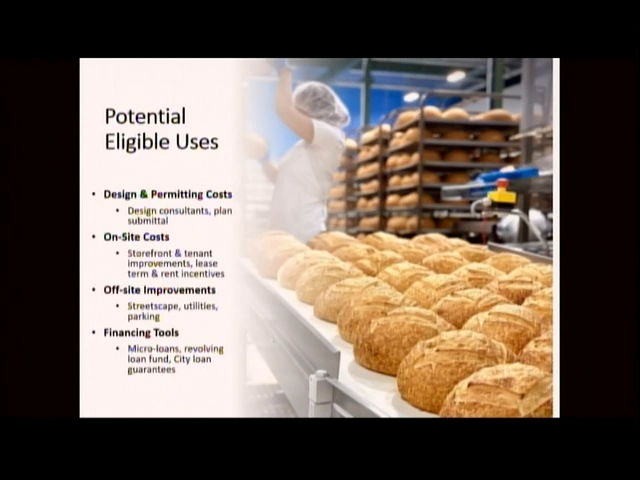 Potential
Eligible Uses
• Design & Permitting Costs
• Design consultants, plan
submittal
• On-Site Costs
• Storefront & tenant
improvements, lease
term & rent incentives
• Off-site Improvements
• Streetscape, utilities,
parking
• Financing Tools
• Micro-loans, revolving
loan fund, City loan
guarantees